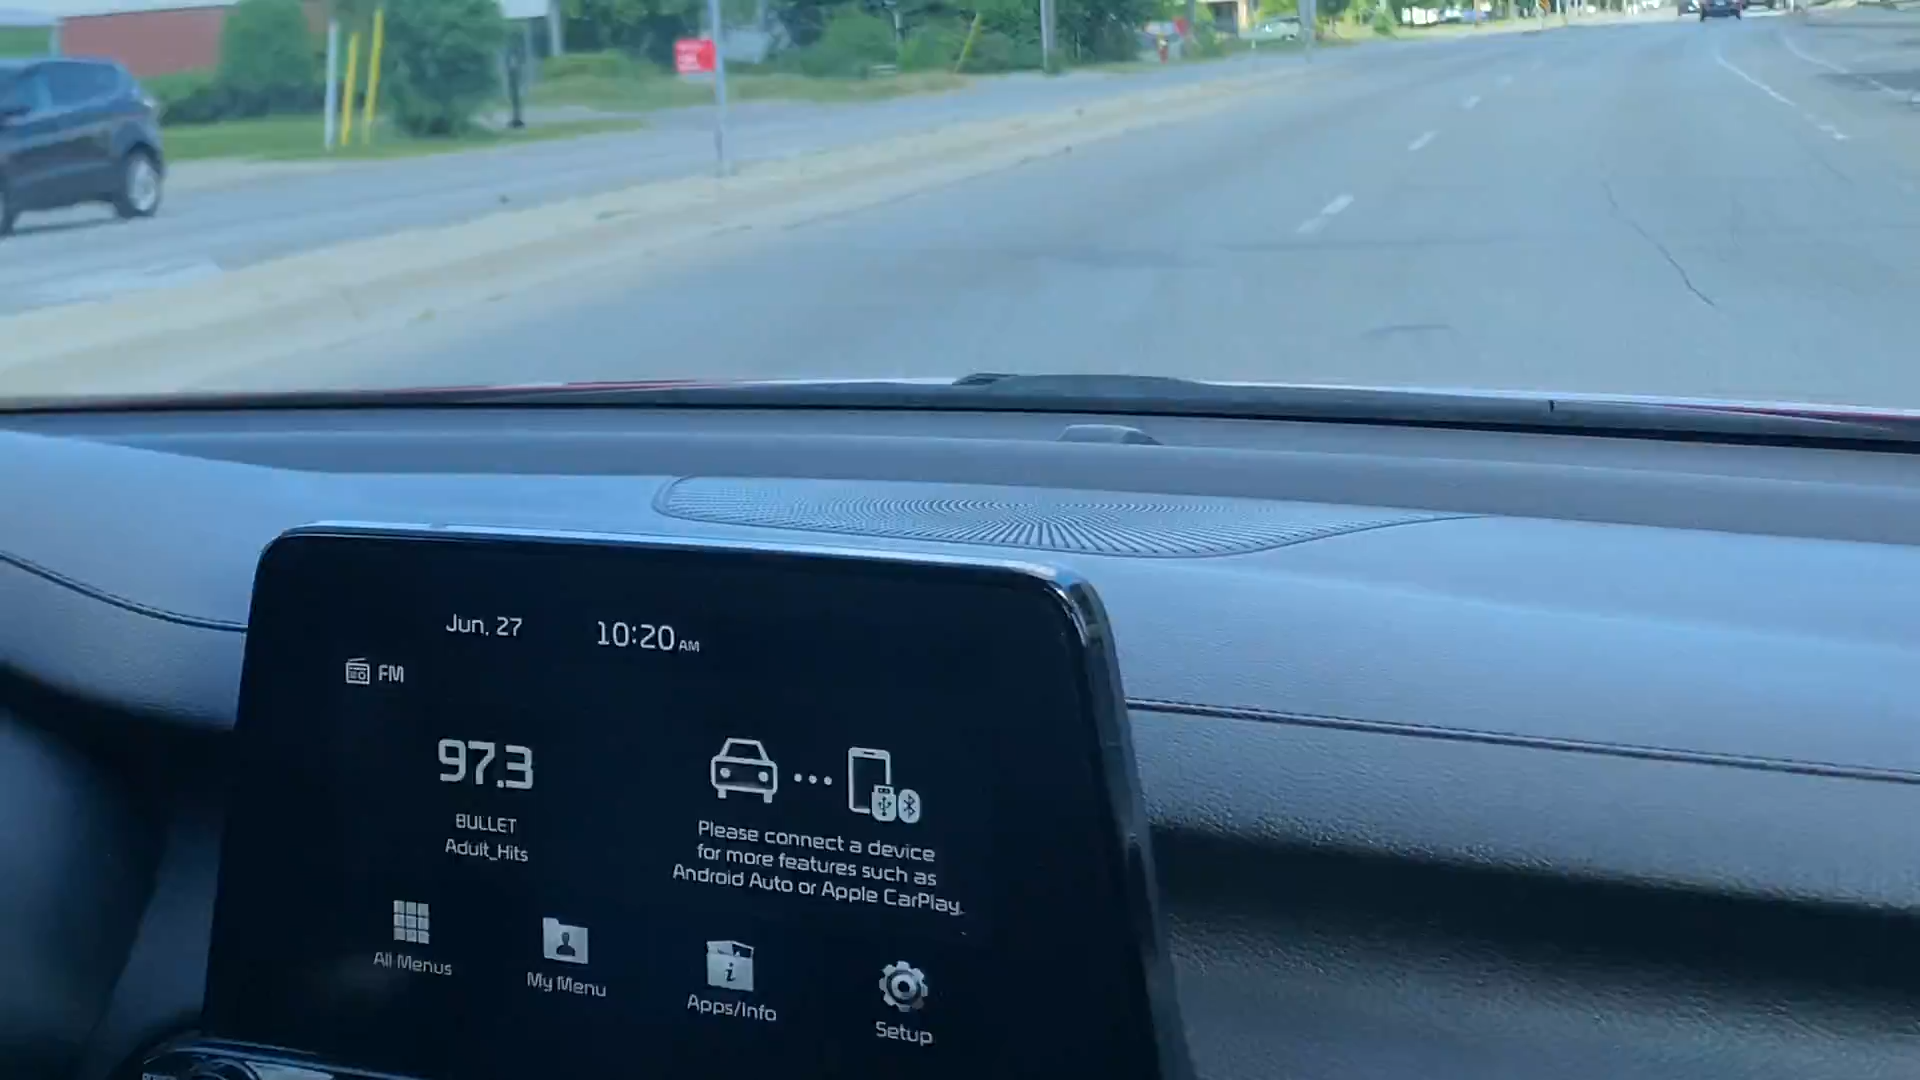 Jun, 27
10:20 AM
FM
97.3
BULLET
Adult_Hits
Please connect a device
for more features such as
Android Auto or Apple CarPlay.
All Menus
My Menu
Apps/Info
Setup